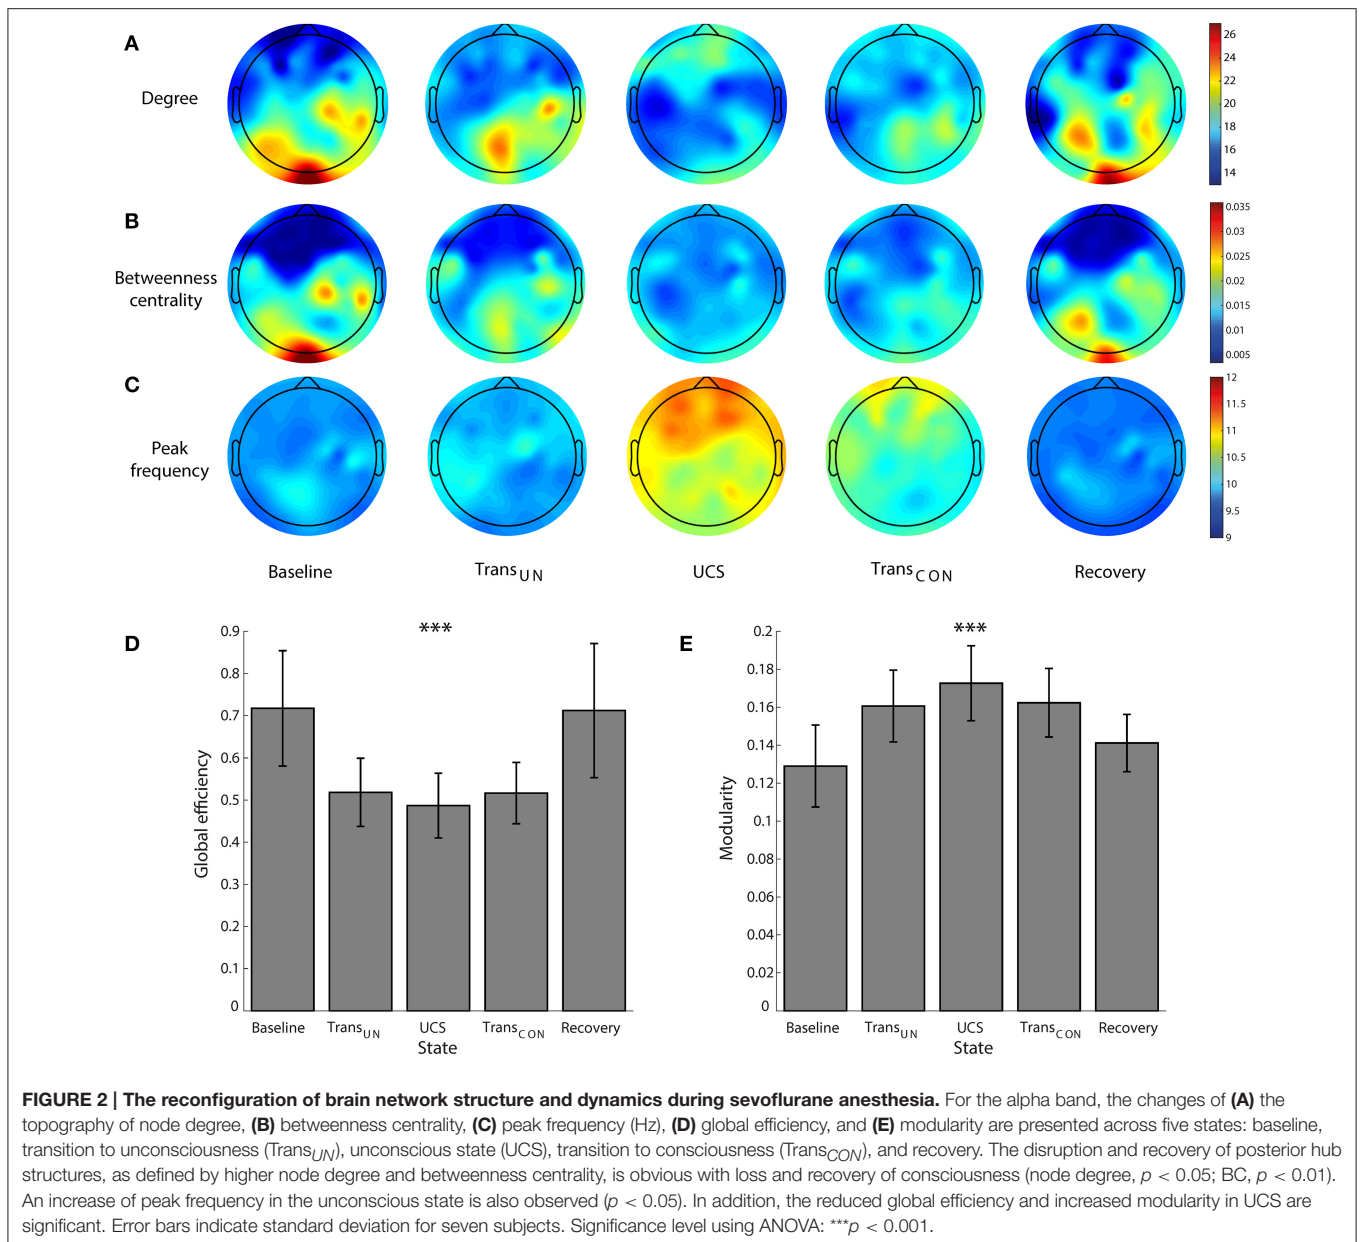 A
Degree
26
24
22
20
18
16
14
B
Betweenness
centrality
0.035
0.03
0.025
0.02
0.015
0.01
0.005
C
Peak
frequency
12
11.5
11
10.5
10
9.5
9
Baseline
TransUN
UCS
TransCON
Recovery
D
***
Global efficiency
0.9
0.8
0.7
0.6
0.5
0.4
0.3
0.2
0.1
0
Baseline
TransUN
UCS
TransCON
Recovery
State
E
***
Modularity
0.2
0.18
0.16
0.14
0.12
0.1
0.08
0.06
0.04
0.02
0
Baseline
TransUN
UCS
TransCON
Recovery
State
FIGURE 2 | The reconfiguration of brain network structure and dynamics during sevoflurane anesthesia. For the alpha band, the changes of (A) the
topography of node degree, (B) betweenness centrality, (C) peak frequency (Hz), (D) global efficiency, and (E) modularity are presented across five states: baseline,
transition to unconsciousness (TransUN), unconscious state (UCS), transition to consciousness (TransCON), and recovery. The disruption and recovery of posterior hub
structures, as defined by higher node degree and betweenness centrality, is obvious with loss and recovery of consciousness (node degree, p < 0.05; BC, p < 0.01).
An increase of peak frequency in the unconscious state is also observed (p < 0.05). In addition, the reduced global efficiency and increased modularity in UCS are
significant. Error bars indicate standard deviation for seven subjects. Significance level using ANOVA: ***p < 0.001.